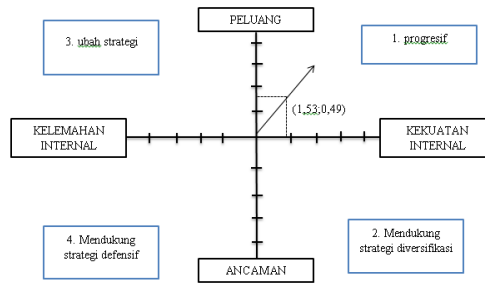 PELUANG
3. ubah strategi
1. progresif
(1,53;0,49)
KELEMAHAN
INTERNAL
KEKUATAN
INTERNAL
4. Mendukung
strategi defensif
2. Mendukung
strategi diversifikasi
ANCAMAN